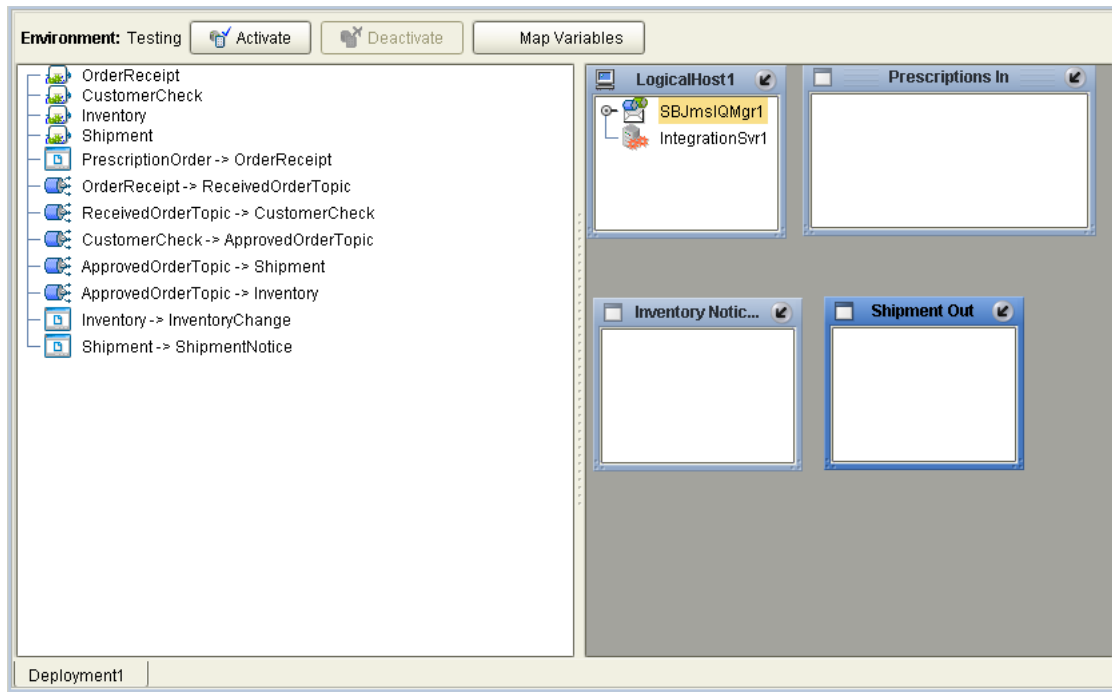 Environment: Testing Activate Deactivate Map Variables
OrderReceipt
CustomerCheck
Inventory
Shipment
PrescriptionOrder -> OrderReceipt
OrderReceipt -> ReceivedOrderTopic
ReceivedOrderTopic -> CustomerCheck
CustomerCheck -> ApprovedOrderTopic
ApprovedOrderTopic -> Shipment
ApprovedOrderTopic -> Inventory
Inventory -> InventoryChange
Shipment -> ShipmentNotice
LogicalHost1
SBJmsIQMgr1
IntegrationSvr1
Prescriptions In
Inventory Notic...
Shipment Out
Deployment1